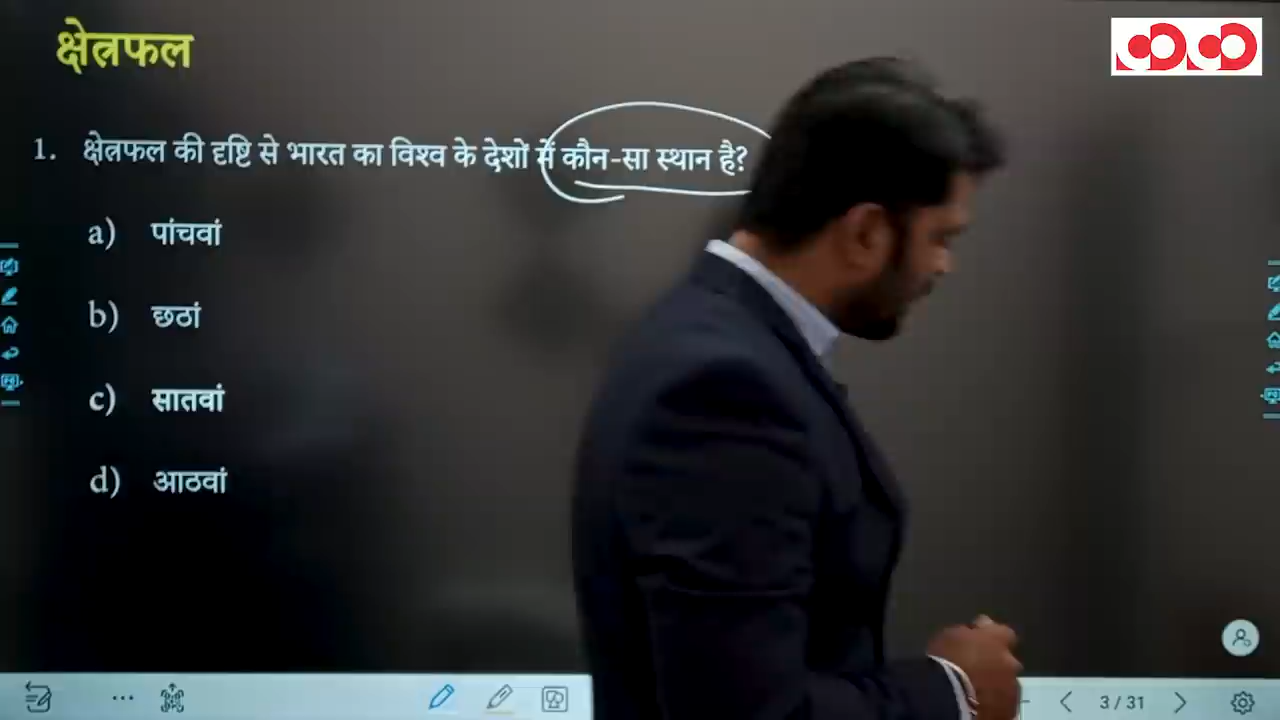 क्षेत्रफल
1. क्षेत्रफल की दृष्टि से भारत का विश्व के देशों में कौन-सा स्थान है?
a) पांचवां
b) छठां
c) सातवां
d) आठवां
3 / 31